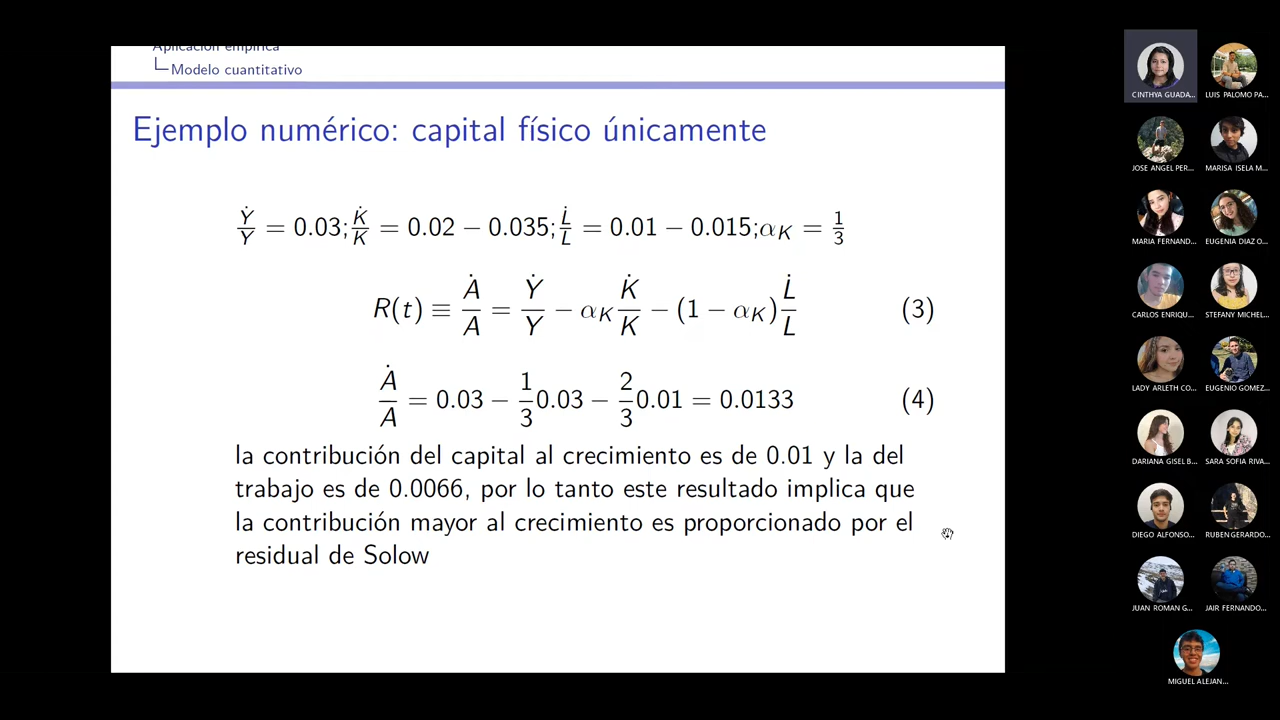 Aplicación empírica
Modelo cuantitativo
Ejemplo numérico: capital físico únicamente
Ẏ/Y = 0.03; K̇/K = 0.02 − 0.035; L̇/L = 0.01 − 0.015; α_K = 1/3
R(t) ≡ Ȧ/A = Ẏ/Y − α_K K̇/K − (1 − α_K) L̇/L (3)
Ȧ/A = 0.03 − 1/3 0.03 − 2/3 0.01 = 0.0133 (4)
la contribución del capital al crecimiento es de 0.01 y la del
trabajo es de 0.0066, por lo tanto este resultado implica que
la contribución mayor al crecimiento es proporcionado por el
residual de Solow
CINTHYA GUADA...
LUIS PALOMO PA...
JOSE ANGEL PER...
MARISA ISELA M...
MARIA FERNAND...
EUGENIA DIAZ O...
CARLOS ENRIQU...
STEFANY MICHEL...
LADY ARLETH CO...
EUGENIO GOMEZ...
DARIANA GISEL B...
SARA SOFIA RIVA...
DIEGO ALFONSO...
RUBEN GERARDO...
JUAN ROMAN G...
JAIR FERNANDO...
MIGUEL ALEJAN...